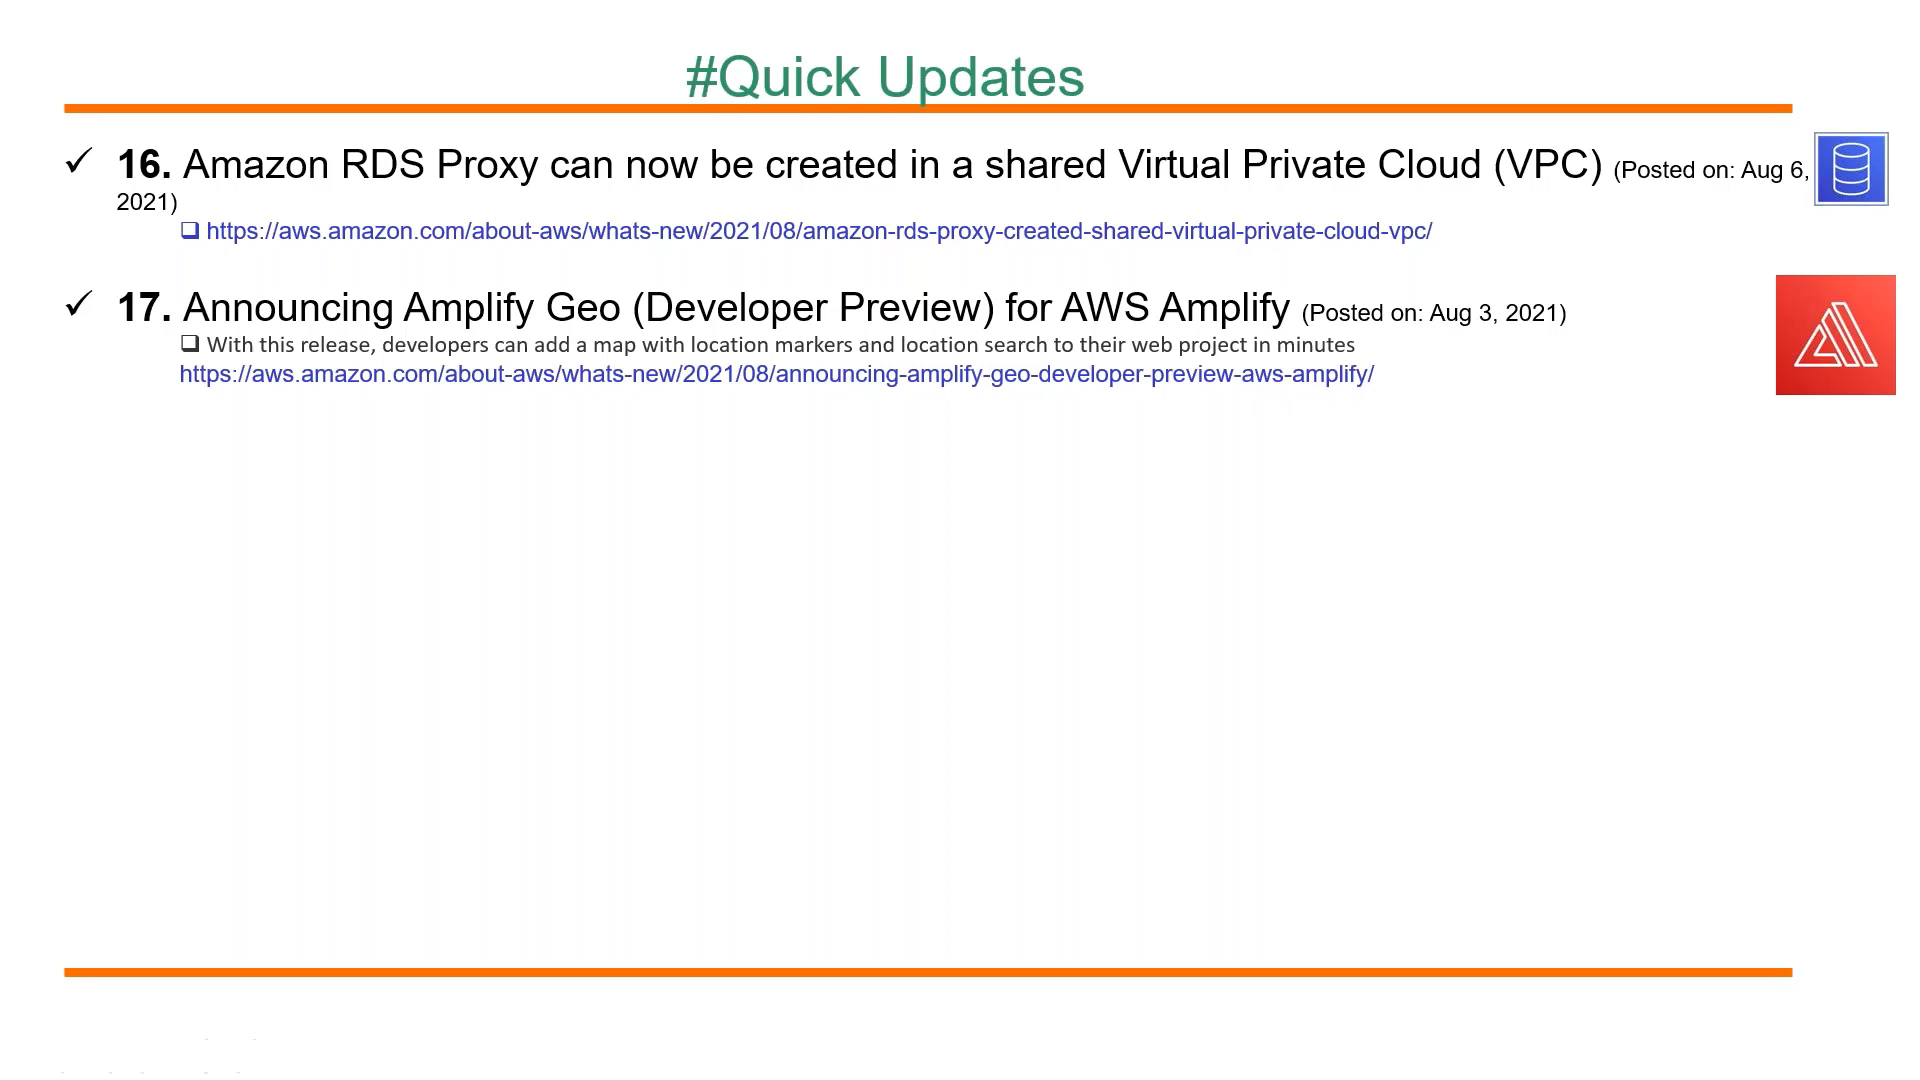 #Quick Updates
✓ 16. Amazon RDS Proxy can now be created in a shared Virtual Private Cloud (VPC) (Posted on: Aug 6,
2021)
❑ https://aws.amazon.com/about-aws/whats-new/2021/08/amazon-rds-proxy-created-shared-virtual-private-cloud-vpc/
✓ 17. Announcing Amplify Geo (Developer Preview) for AWS Amplify (Posted on: Aug 3, 2021)
❑ With this release, developers can add a map with location markers and location search to their web project in minutes
https://aws.amazon.com/about-aws/whats-new/2021/08/announcing-amplify-geo-developer-preview-aws-amplify/